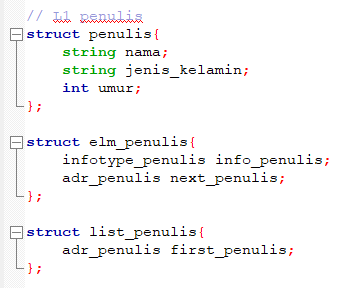 // L1 penulis
struct penulis{
string nama;
string jenis_kelamin;
int umur;
};
struct elm_penulis{
infotype_penulis info_penulis;
adr_penulis next_penulis;
};
struct list_penulis{
adr_penulis first_penulis;
};